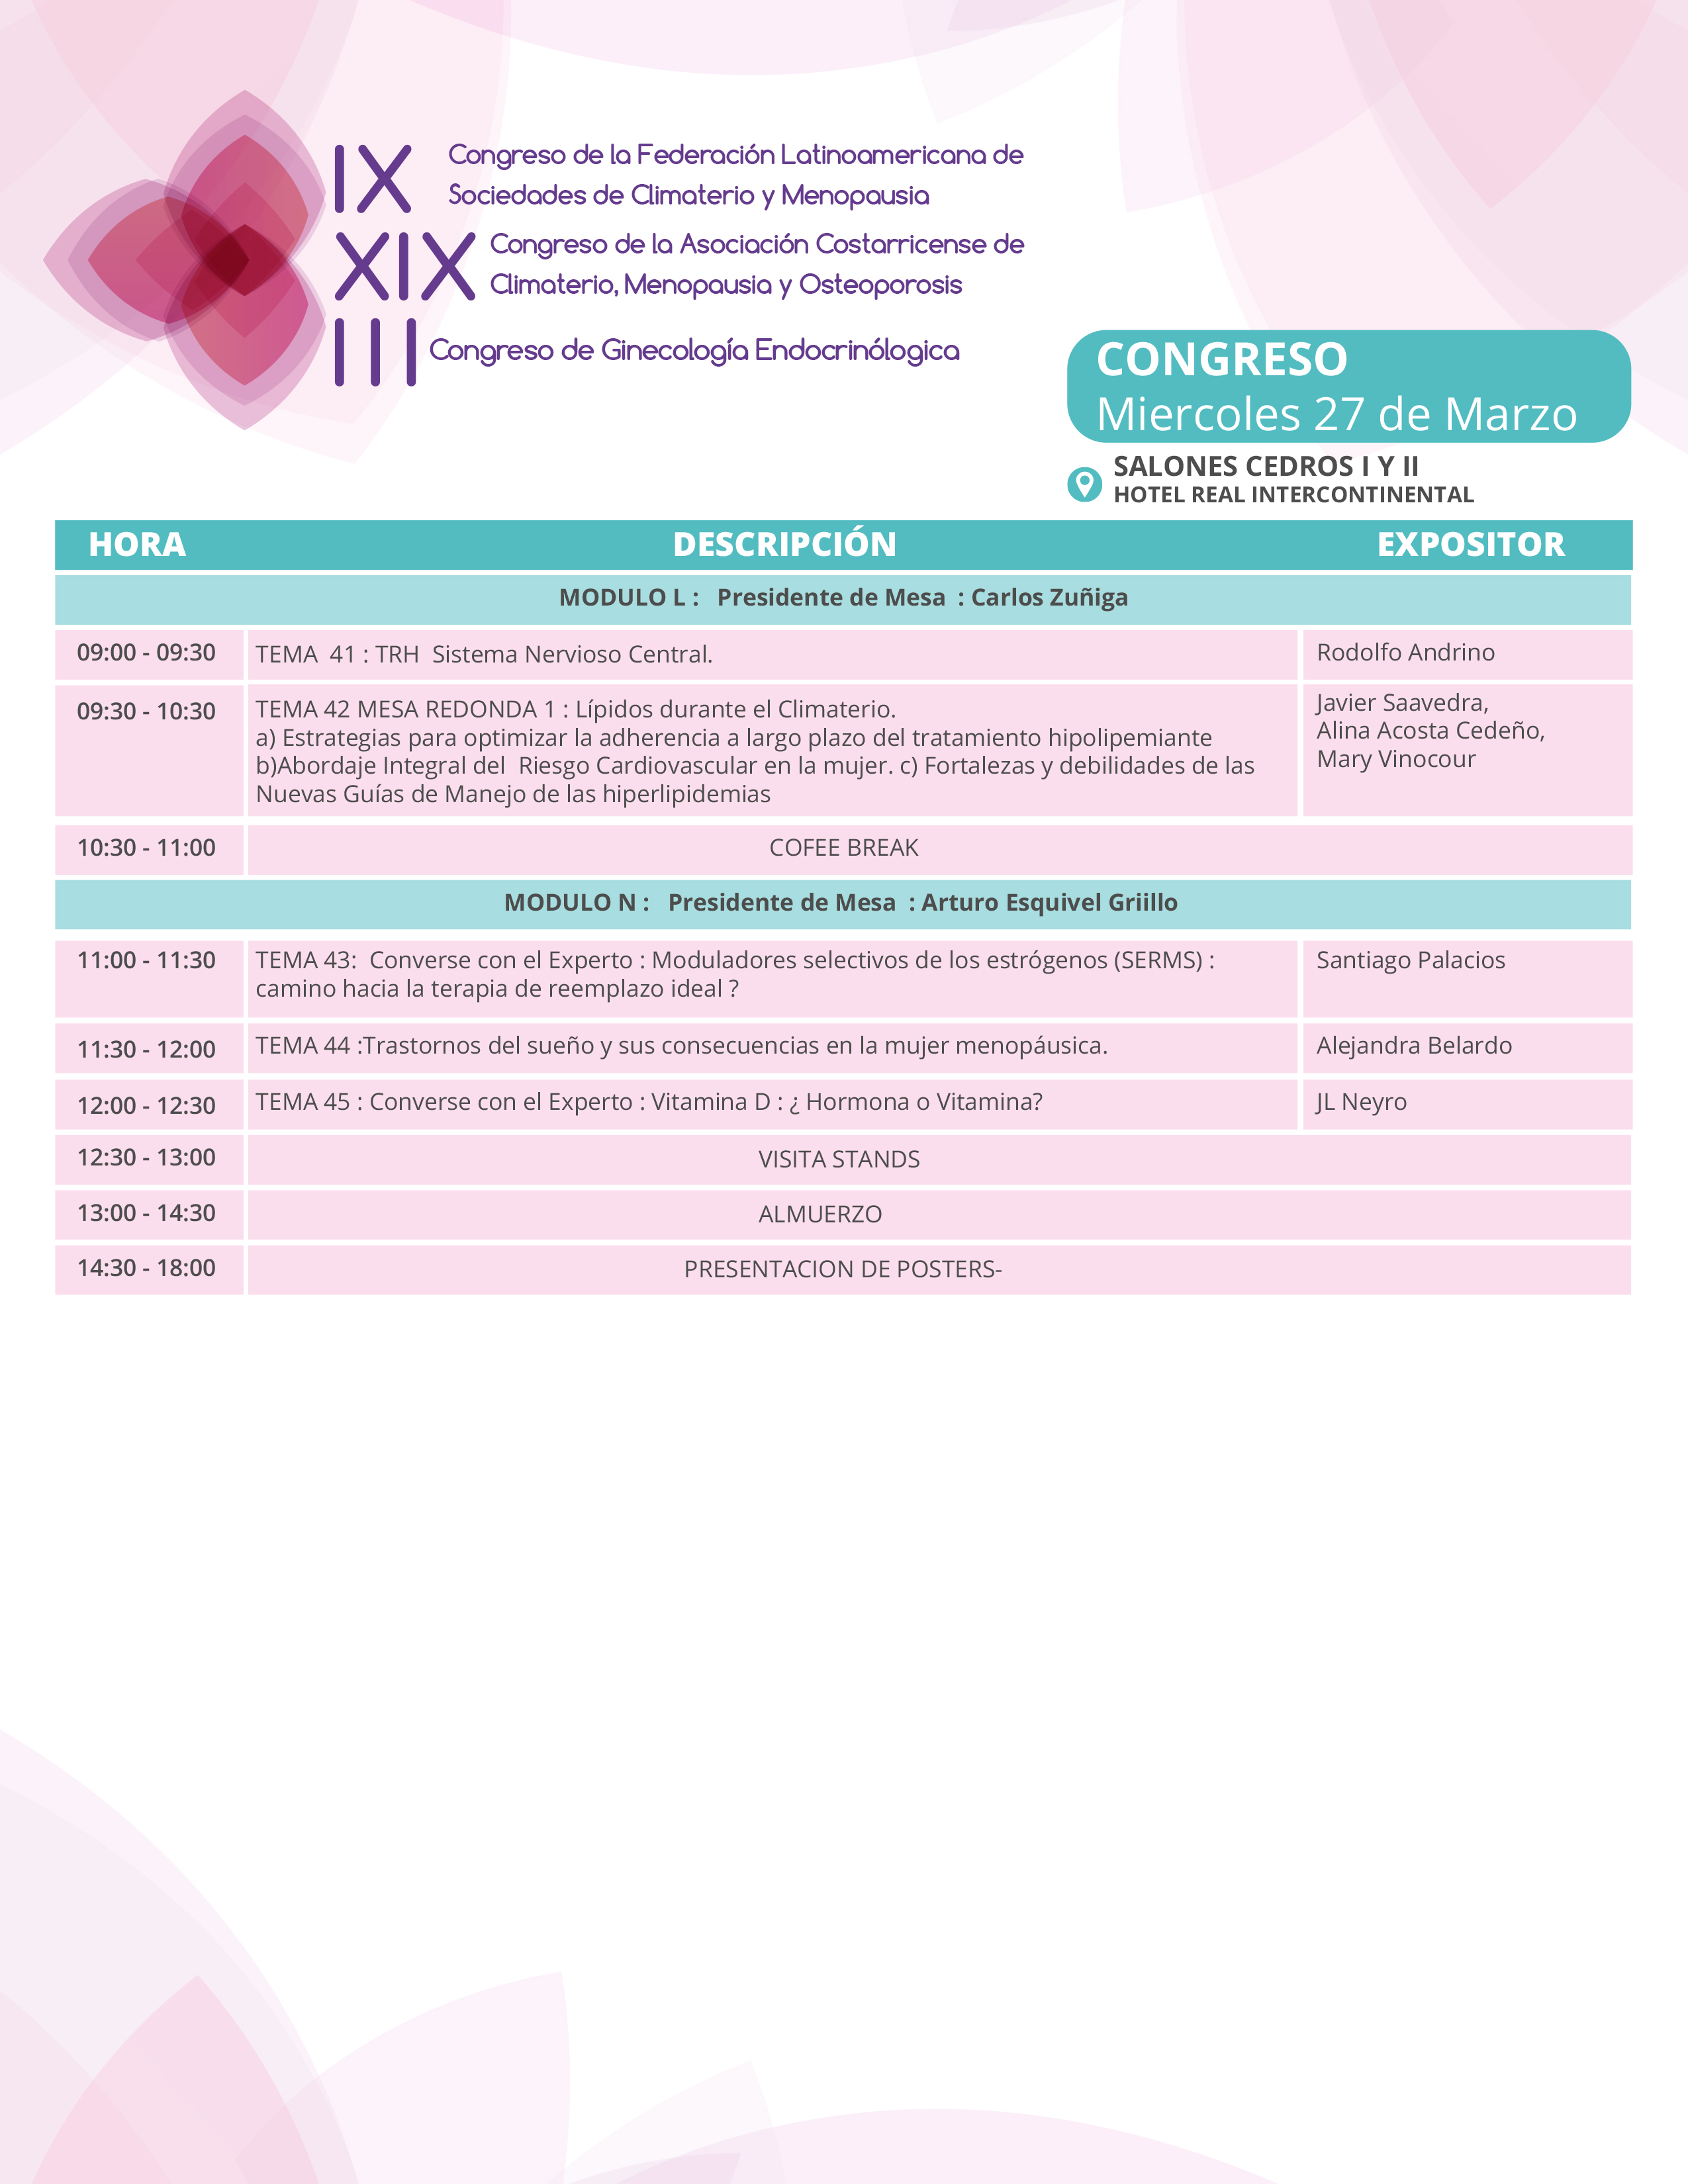 IX
Congreso de la Federación Latinoamericana de
Sociedades de Climaterio y Menopausia
XIX
Congreso de la Asociación Costarricense de
Climaterio, Menopausia y Osteoporosis
III
Congreso de Ginecología Endocrinólogica
CONGRESO
Miercoles 27 de Marzo
SALONES CEDROS I Y II
HOTEL REAL INTERCONTINENTAL
HORA DESCRIPCIÓN EXPOSITOR
MODULO L : Presidente de Mesa : Carlos Zuñiga
09:00 - 09:30 TEMA 41 : TRH Sistema Nervioso Central. Rodolfo Andrino
09:30 - 10:30
TEMA 42 MESA REDONDA 1 : Lípidos durante el Climaterio.
a) Estrategias para optimizar la adherencia a largo plazo del tratamiento hipolipemiante
b)Abordaje Integral del Riesgo Cardiovascular en la mujer. c) Fortalezas y debilidades de las
Nuevas Guías de Manejo de las hiperlipidemias
Javier Saavedra,
Alina Acosta Cedeño,
Mary Vinocour
10:30 - 11:00 COFEE BREAK
MODULO N : Presidente de Mesa : Arturo Esquivel Griillo
11:00 - 11:30
TEMA 43: Converse con el Experto : Moduladores selectivos de los estrógenos (SERMS) :
camino hacia la terapia de reemplazo ideal ?
Santiago Palacios
11:30 - 12:00 TEMA 44 :Trastornos del sueño y sus consecuencias en la mujer menopáusica. Alejandra Belardo
12:00 - 12:30 TEMA 45 : Converse con el Experto : Vitamina D : ¿ Hormona o Vitamina? JL Neyro
12:30 - 13:00 VISITA STANDS
13:00 - 14:30 ALMUERZO
14:30 - 18:00 PRESENTACION DE POSTERS-